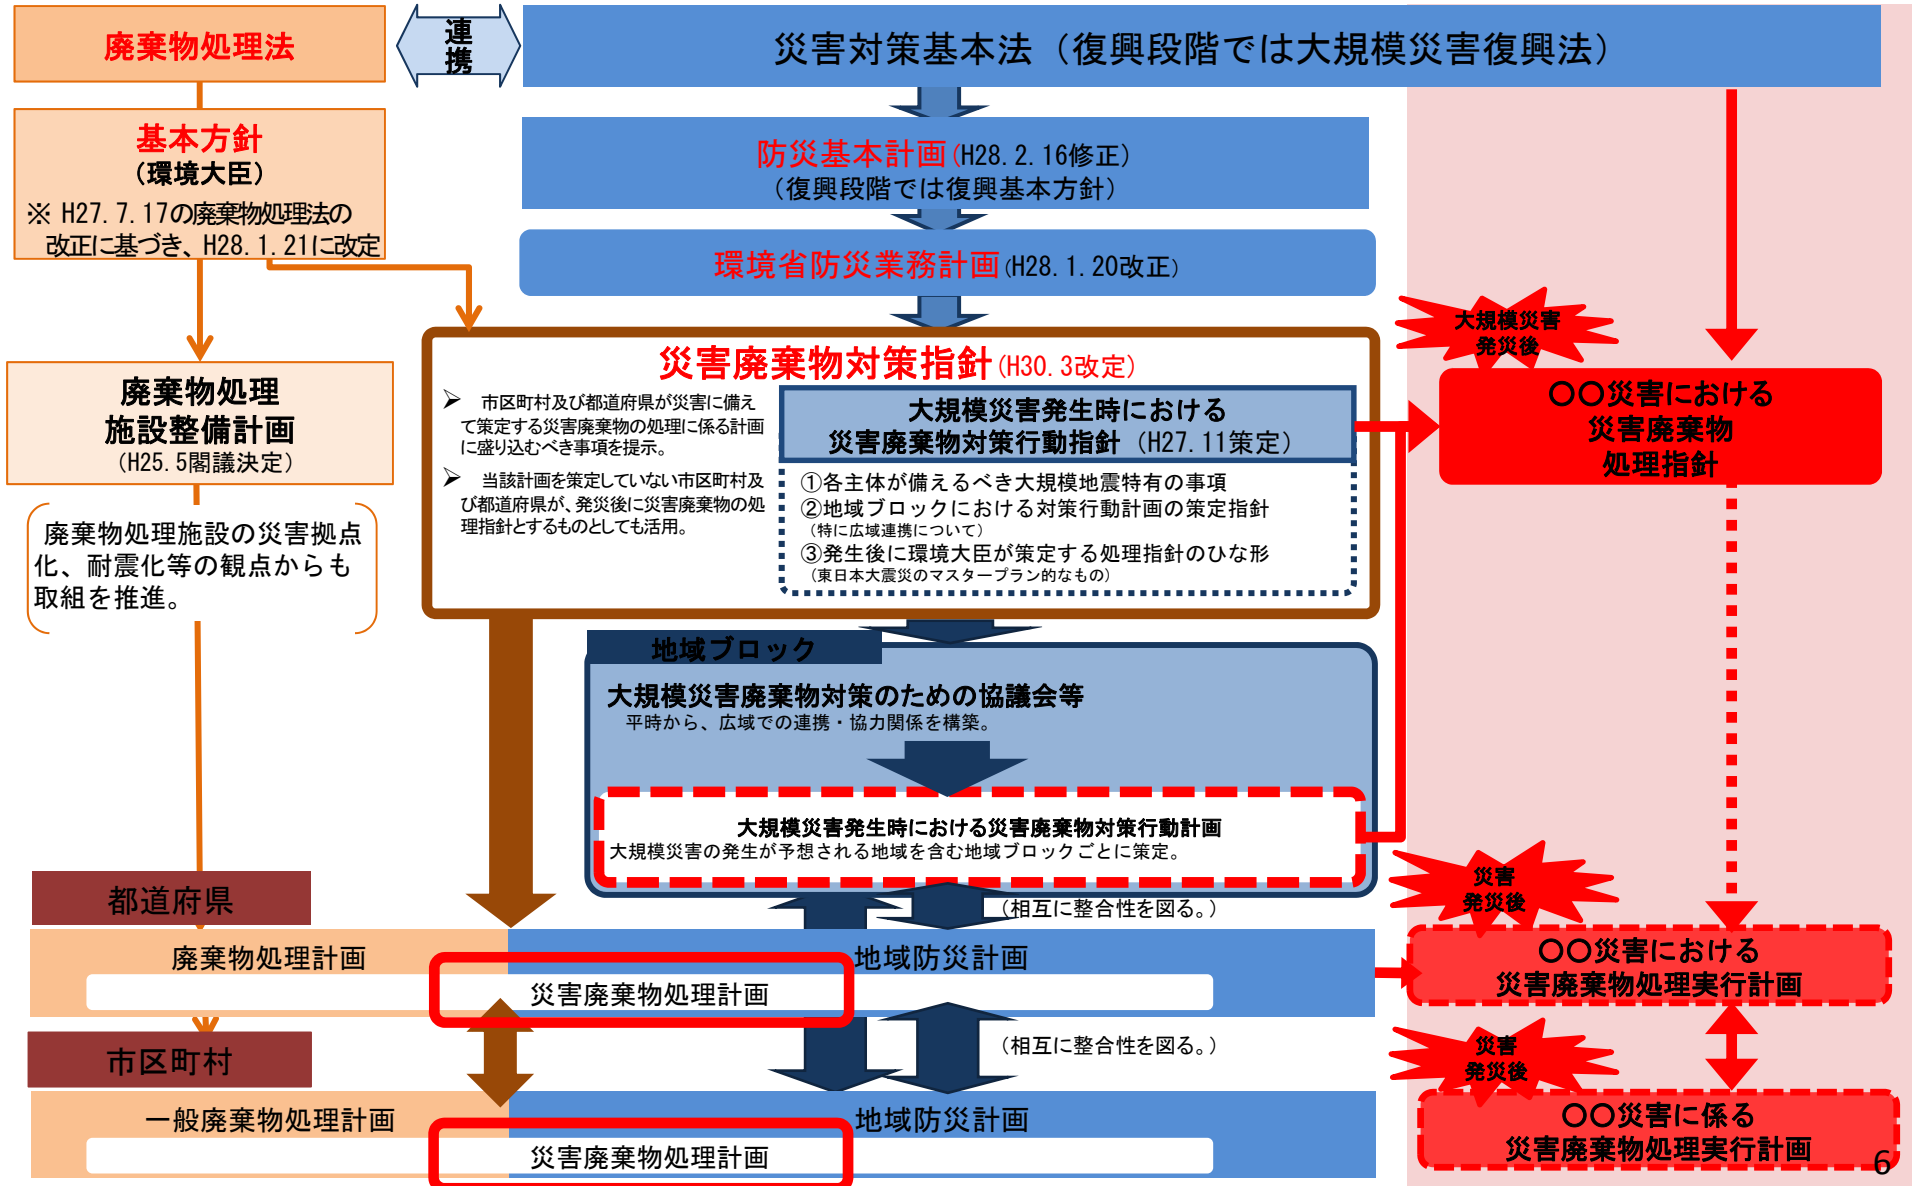 廃棄物処理法
連
携
災害対策基本法（復興段階では大規模災害復興法）
基本方針
（環境大臣）
※ H27.7.17の廃棄物処理法の
改正に基づき、H28.1.21に改定
防災基本計画(H28.2.16修正)
（復興段階では復興基本方針）
環境省防災業務計画(H28.1.20改正)
災害廃棄物対策指針(H30.3改定)
➢ 市区町村及び都道府県が災害に備え
て策定する災害廃棄物の処理に係る計画
に盛り込むべき事項を提示。
➢ 当該計画を策定していない市区町村及
び都道府県が、発災後に災害廃棄物の処
理指針とするものとしても活用。
大規模災害発生時における
災害廃棄物対策行動指針（H27.11策定）
①各主体が備えるべき大規模地震特有の事項
②地域ブロックにおける対策行動計画の策定指針
（特に広域連携について）
③発生後に環境大臣が策定する処理指針のひな形
（東日本大震災のマスタープラン的なもの）
大規模災害
発災後
〇〇災害における
災害廃棄物
処理指針
廃棄物処理
施設整備計画
（H25.5閣議決定）
廃棄物処理施設の災害拠点
化、耐震化等の観点からも
取組を推進。
地域ブロック
大規模災害廃棄物対策のための協議会等
平時から、広域での連携・協力関係を構築。
大規模災害発生時における災害廃棄物対策行動計画
大規模災害の発生が予想される地域を含む地域ブロックごとに策定。
災害
発災後
都道府県
（相互に整合性を図る。）
廃棄物処理計画
地域防災計画
災害廃棄物処理計画
〇〇災害における
災害廃棄物処理実行計画
市区町村
（相互に整合性を図る。）
災害
発災後
一般廃棄物処理計画
地域防災計画
災害廃棄物処理計画
〇〇災害に係る
災害廃棄物処理実行計画
6